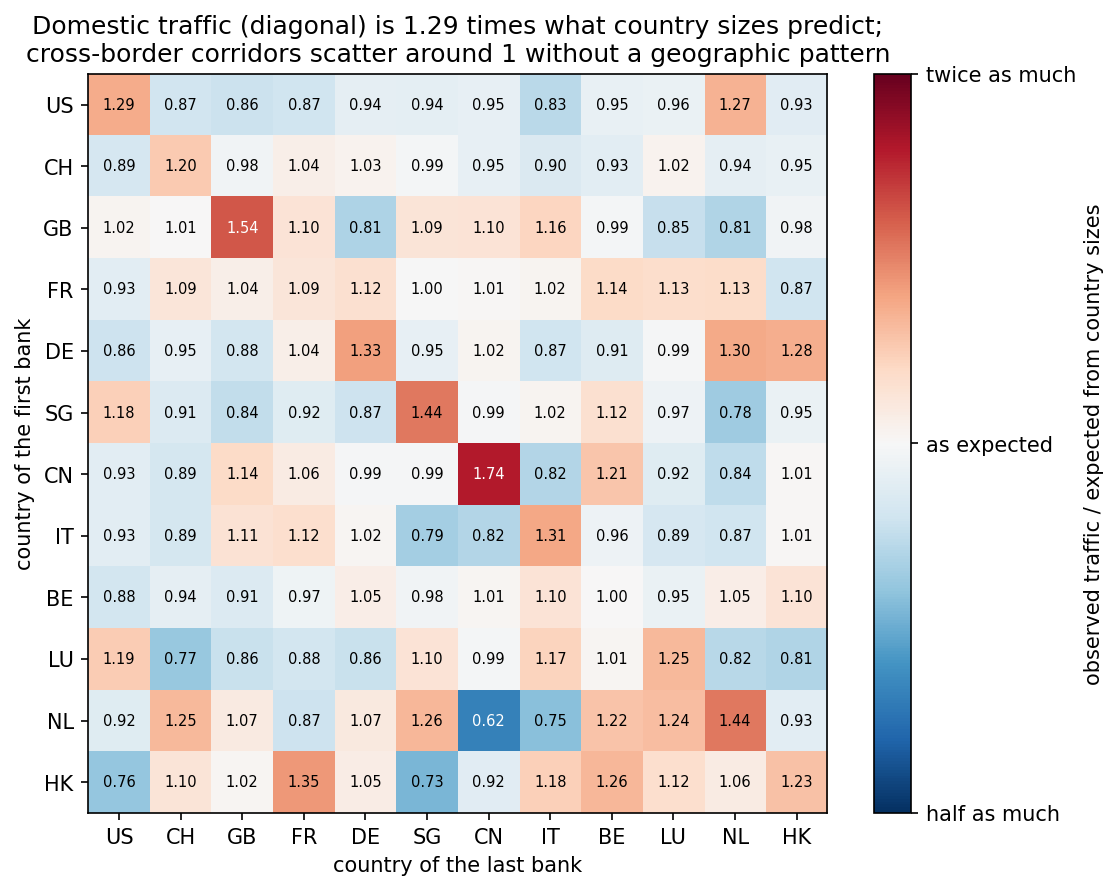 Domestic traffic (diagonal) is 1.29 times what country sizes predict;
cross-border corridors scatter around 1 without a geographic pattern
country of the first bank
US 1.29 0.87 0.86 0.87 0.94 0.94 0.95 0.83 0.95 0.96 1.27 0.93
CH 0.89 1.20 0.98 1.04 1.03 0.99 0.95 0.90 0.93 1.02 0.94 0.95
GB 1.02 1.01 1.54 1.10 0.81 1.09 1.10 1.16 0.99 0.85 0.81 0.98
FR 0.93 1.09 1.04 1.09 1.12 1.00 1.01 1.02 1.14 1.13 1.13 0.87
DE 0.86 0.95 0.88 1.04 1.33 0.95 1.02 0.87 0.91 0.99 1.30 1.28
SG 1.18 0.91 0.84 0.92 0.87 1.44 0.99 1.02 1.12 0.97 0.78 0.95
CN 0.93 0.89 1.14 1.06 0.99 0.99 1.74 0.82 1.21 0.92 0.84 1.01
IT 0.93 0.89 1.11 1.12 1.02 0.79 0.82 1.31 0.96 0.89 0.87 1.01
BE 0.88 0.94 0.91 0.97 1.05 0.98 1.01 1.10 1.00 0.95 1.05 1.10
LU 1.19 0.77 0.86 0.88 0.86 1.10 0.99 1.17 1.01 1.25 0.82 0.81
NL 0.92 1.25 1.07 0.87 1.07 1.26 0.62 0.75 1.22 1.24 1.44 0.93
HK 0.76 1.10 1.02 1.35 1.05 0.73 0.92 1.18 1.26 1.12 1.06 1.23
US CH GB FR DE SG CN IT BE LU NL HK
country of the last bank
twice as much
as expected
half as much
observed traffic / expected from country sizes